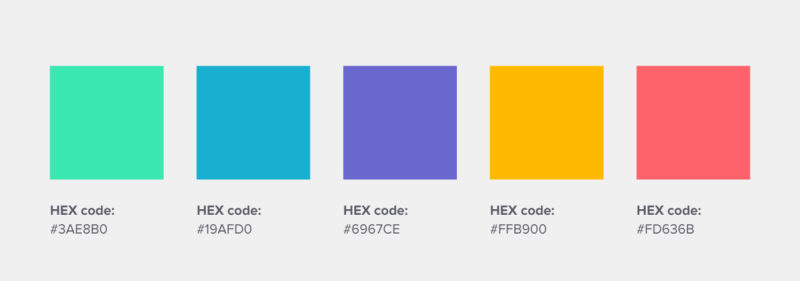 HEX code:
#3AE8B0
HEX code:
#19AFD0
HEX code:
#6967CE
HEX code:
#FFB900
HEX code:
#FD636B